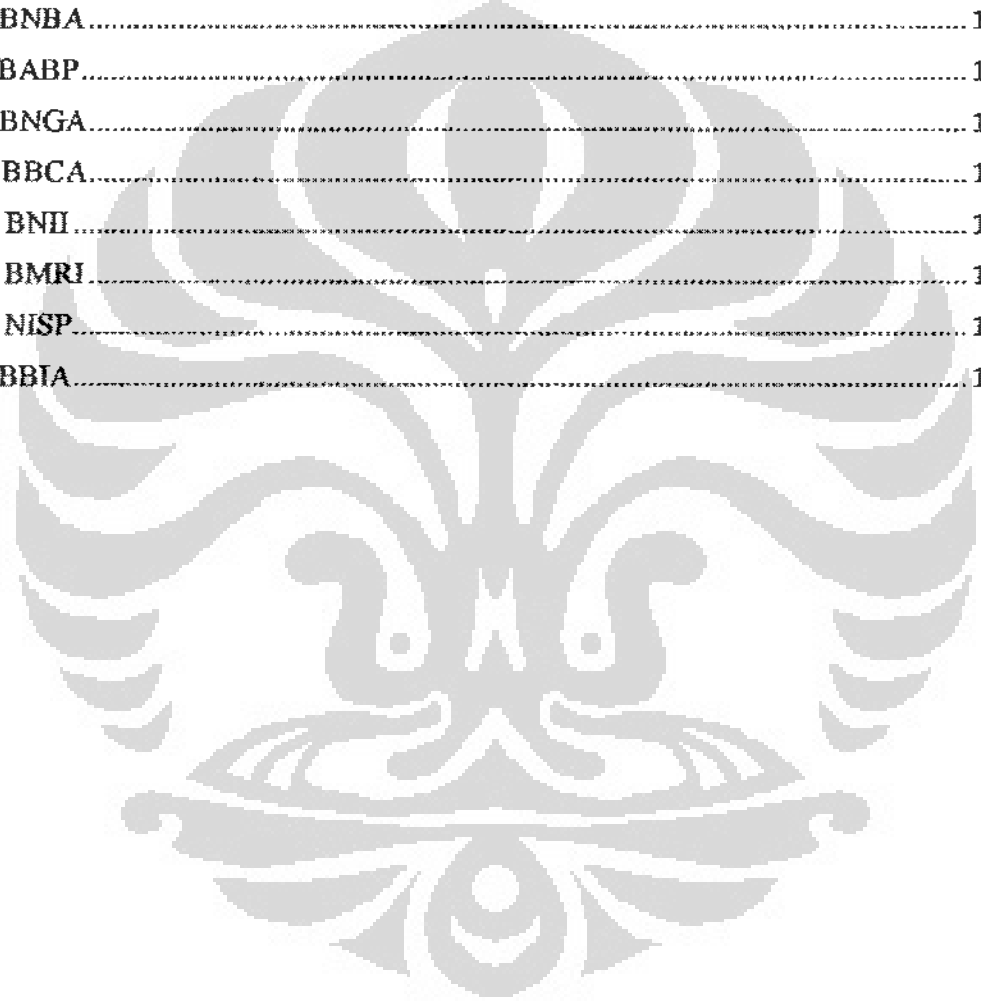 BNBA........................................................................................ 1
BABP........................................................................................ 1
BNGA........................................................................................ 1
BBCA........................................................................................ 1
BNII........................................................................................ 1
BMRI........................................................................................ 1
NISP........................................................................................ 1
BBIA........................................................................................ 1